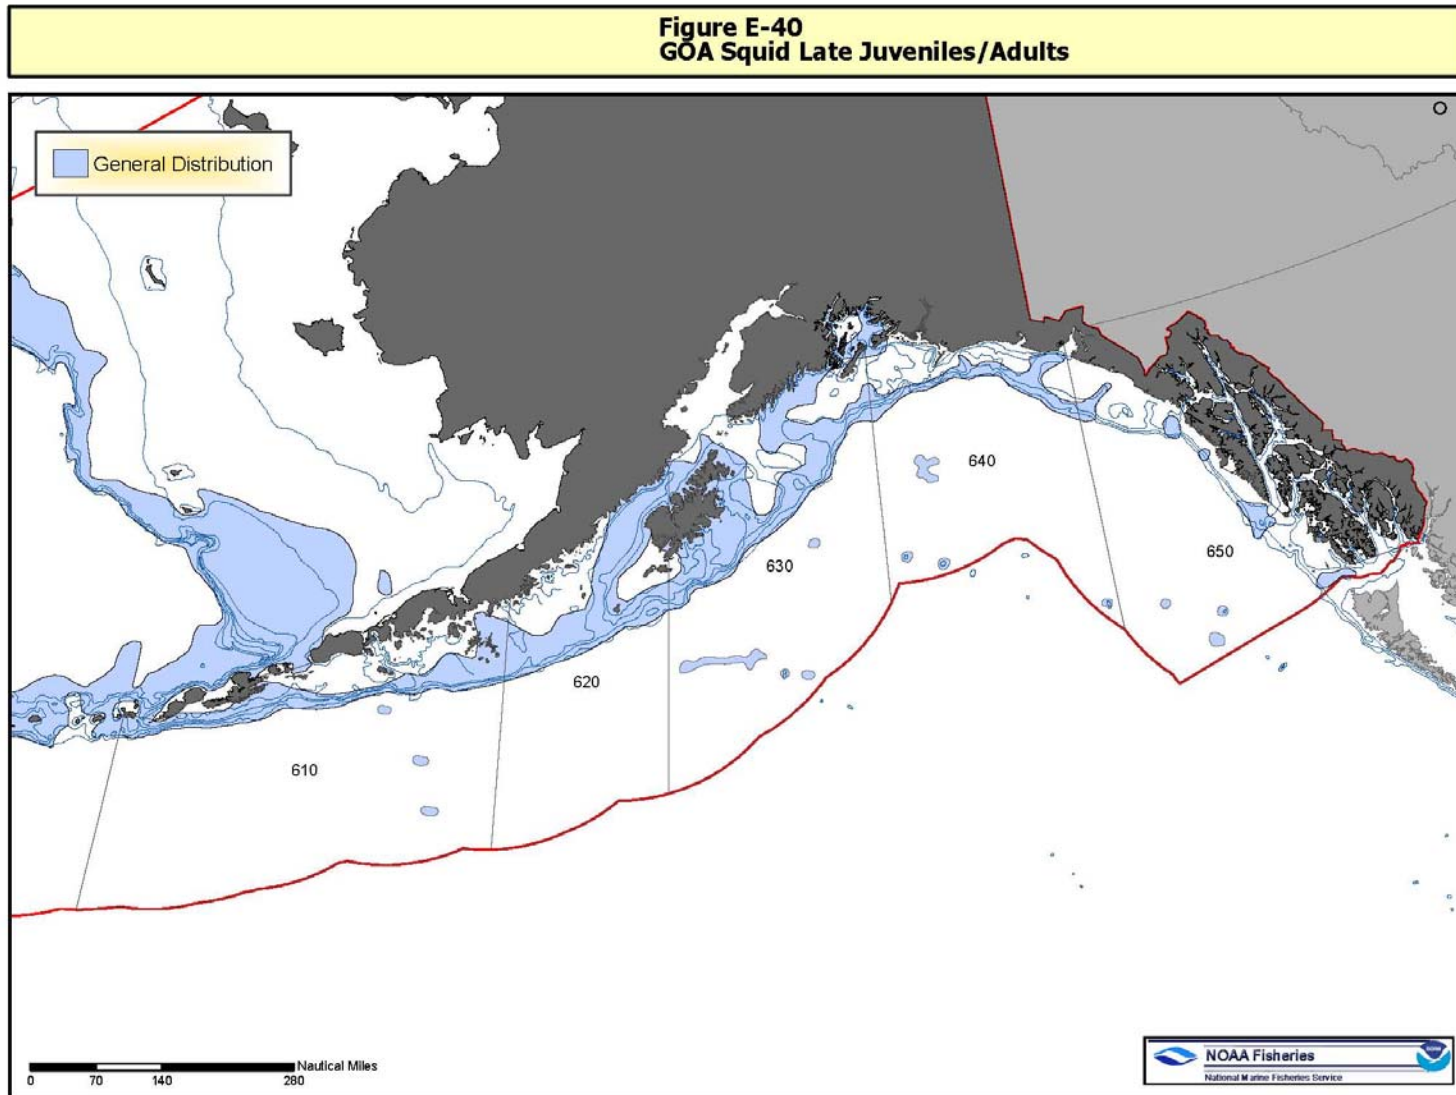 Figure E-40
GOA Squid Late Juveniles/Adults
General Distribution
640
650
630
620
610
Nautical Miles
0 70 140 280
NOAA Fisheries
National Marine Fisheries Service